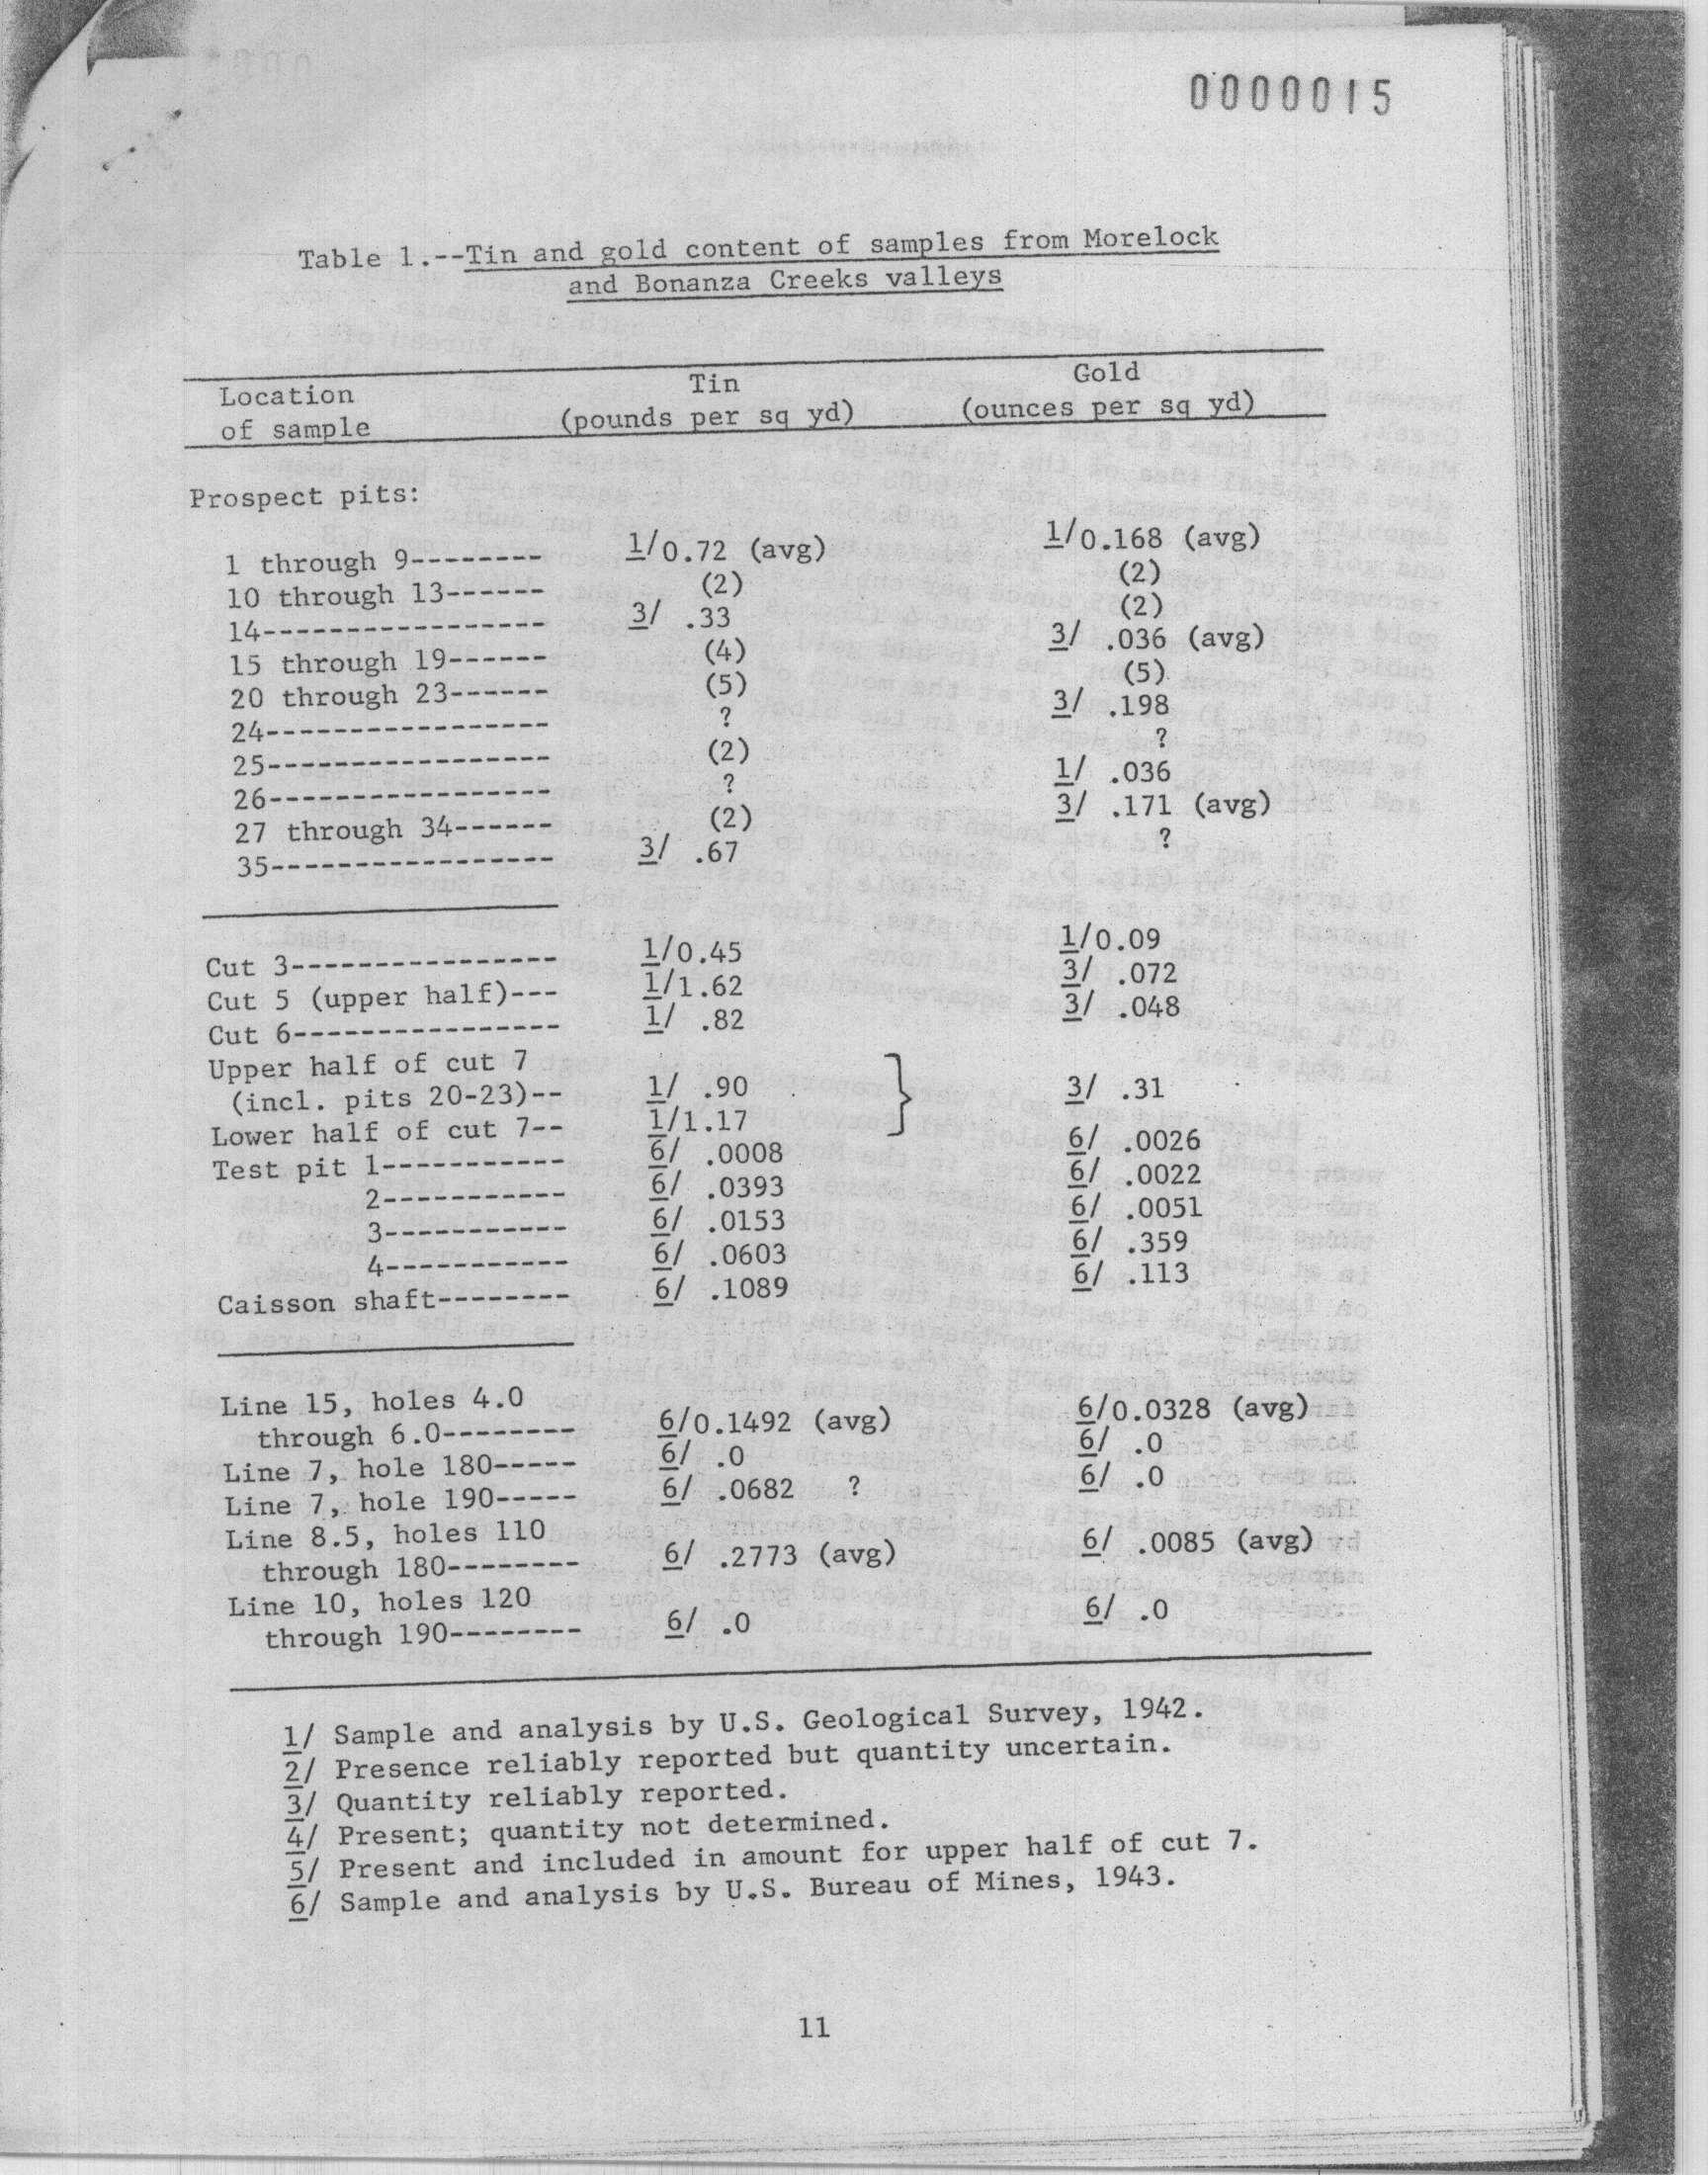 0000015
Table 1.--Tin and gold content of samples from Morelock
and Bonanza Creeks valleys
Location Tin Gold
of sample (pounds per sq yd) (ounces per sq yd)
Prospect pits:
1 through 9-------- 1/0.72 (avg) 1/0.168 (avg)
10 through 13------ (2) (2)
14----------------- 3/ .33 (2)
15 through 19------ (4) 3/ .036 (avg)
20 through 23------ (5) (5)
24----------------- ? 3/ .198
25----------------- (2) ?
26----------------- ? 1/ .036
27 through 34------ (2) 3/ .171 (avg)
35----------------- 3/ .67 ?
Cut 3---------------- 1/0.45 1/0.09
Cut 5 (upper half)--- 1/1.62 3/ .072
Cut 6---------------- 1/ .82 3/ .048
Upper half of cut 7
(incl. pits 20-23)-- 1/ .90 } 3/ .31
Lower half of cut 7-- 1/1.17
Test pit 1----------- 6/ .0008 6/ .0026
2----------- 6/ .0393 6/ .0022
3----------- 6/ .0153 6/ .0051
4----------- 6/ .0603 6/ .359
Caisson shaft-------- 6/ .1089 6/ .113
Line 15, holes 4.0
through 6.0-------- 6/0.1492 (avg) 6/0.0328 (avg)
Line 7, hole 180----- 6/ .0 6/ .0
Line 7, hole 190----- 6/ .0682 ? 6/ .0
Line 8.5, holes 110
through 180-------- 6/ .2773 (avg) 6/ .0085 (avg)
Line 10, holes 120
through 190-------- 6/ .0 6/ .0
1/ Sample and analysis by U.S. Geological Survey, 1942.
2/ Presence reliably reported but quantity uncertain.
3/ Quantity reliably reported.
4/ Present; quantity not determined.
5/ Present and included in amount for upper half of cut 7.
6/ Sample and analysis by U.S. Bureau of Mines, 1943.
11